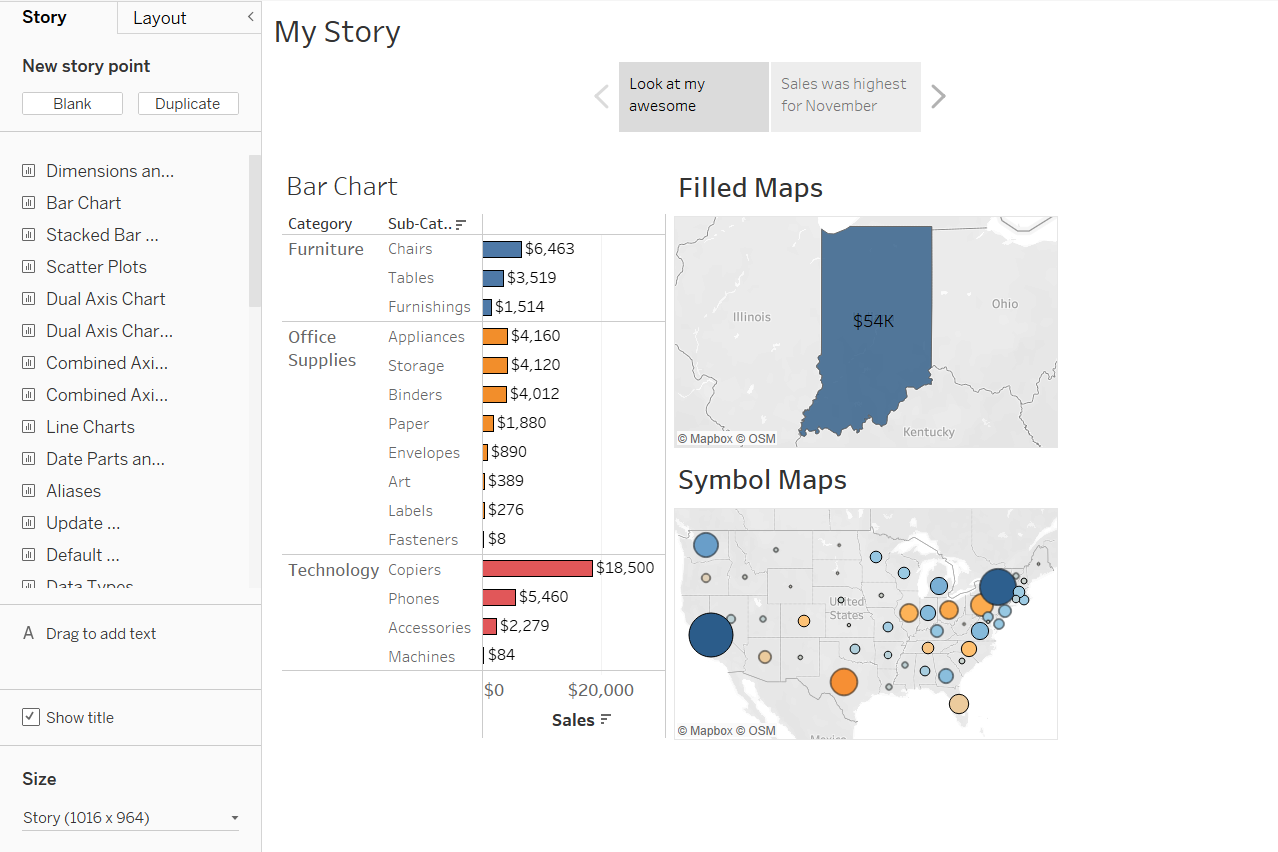 Story
Layout
New story point
Blank
Duplicate
Dimensions an...
Bar Chart
Stacked Bar ...
Scatter Plots
Dual Axis Chart
Dual Axis Char...
Combined Axi...
Combined Axi...
Line Charts
Date Parts an...
Aliases
Update ...
Default ...
Data Types
A Drag to add text
Show title
Size
Story (1016 x 964)
My Story
Look at my
awesome
Sales was highest
for November
Bar Chart
Category Sub-Cat..
Furniture Chairs $6,463
Tables $3,519
Furnishings $1,514
Office
Supplies
Appliances $4,160
Storage $4,120
Binders $4,012
Paper $1,880
Envelopes $890
Art $389
Labels $276
Fasteners $8
Technology Copiers $18,500
Phones $5,460
Accessories $2,279
Machines $84
$0 $20,000
Sales
Filled Maps
Illinois
$54K
Ohio
Kentucky
© Mapbox © OSM
Symbol Maps
United
States
Mexico
© Mapbox © OSM